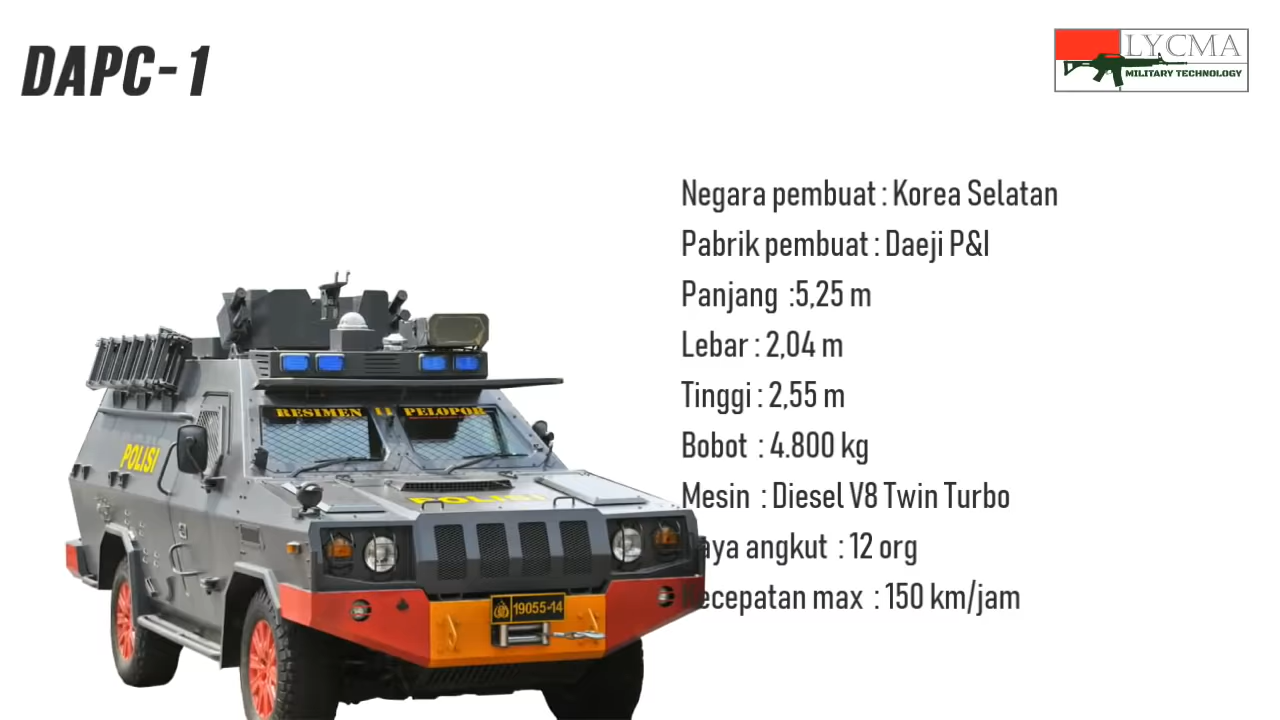 DAPC-1
LYCMA
MILITARY TECHNOLOGY
Negara pembuat : Korea Selatan
Pabrik pembuat : Daeji P&I
Panjang :5,25 m
Lebar : 2,04 m
Tinggi : 2,55 m
Bobot : 4.800 kg
Mesin : Diesel V8 Twin Turbo
aya angkut : 12 org
ecepatan max : 150 km/jam
RESIMEN II PELOPOR
POLISI
POLISI
19055-14